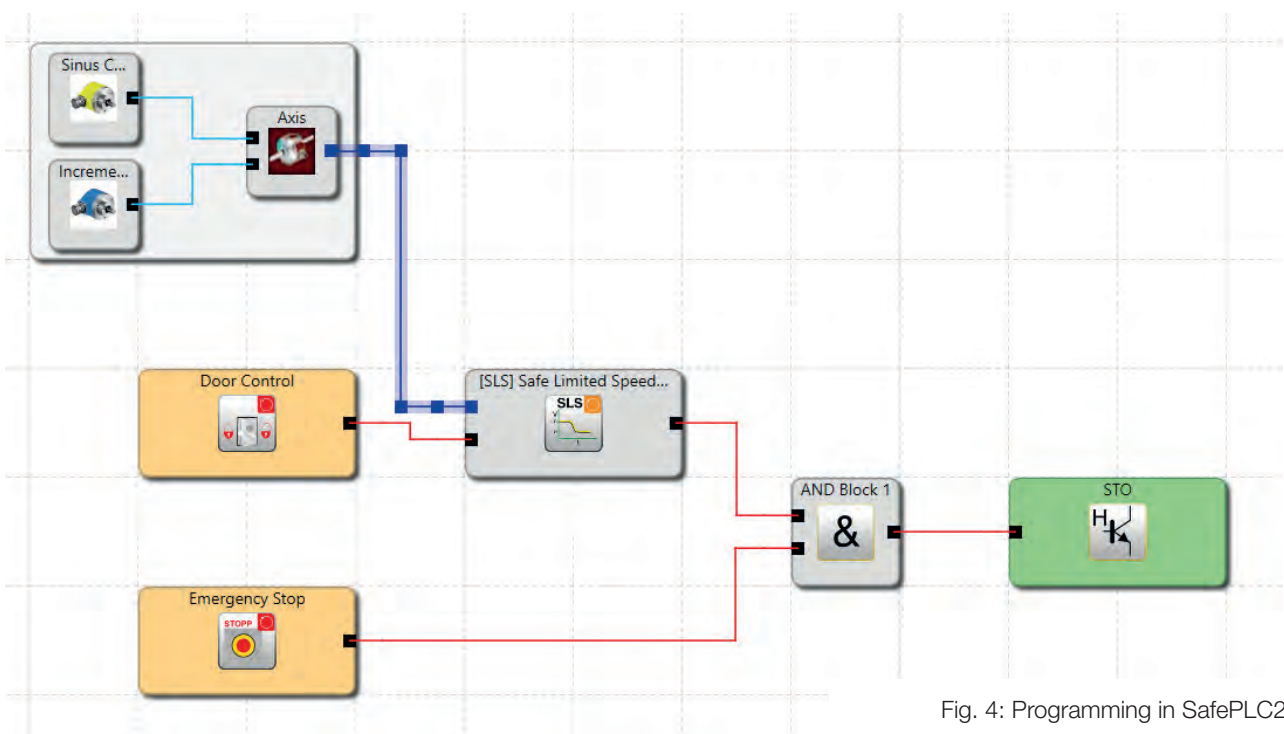 Sinus C...
Axis
Increme...
Door Control
[SLS] Safe Limited Speed...
SLS
AND Block 1
&
STO
H
Emergency Stop
STOPP
Fig. 4: Programming in SafePLC2